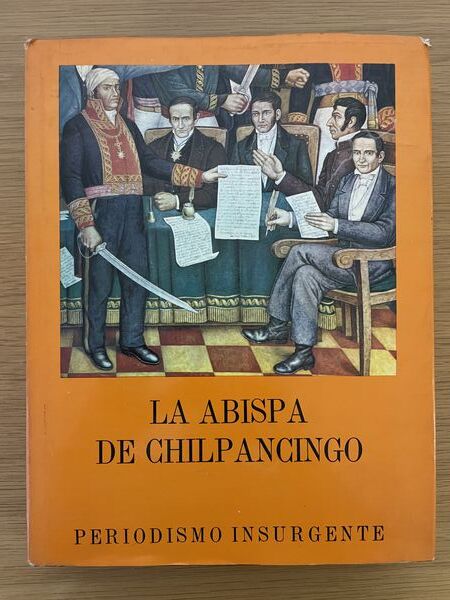 LA ABISPA
DE CHILPANCINGO
PERIODISMO INSURGENTE